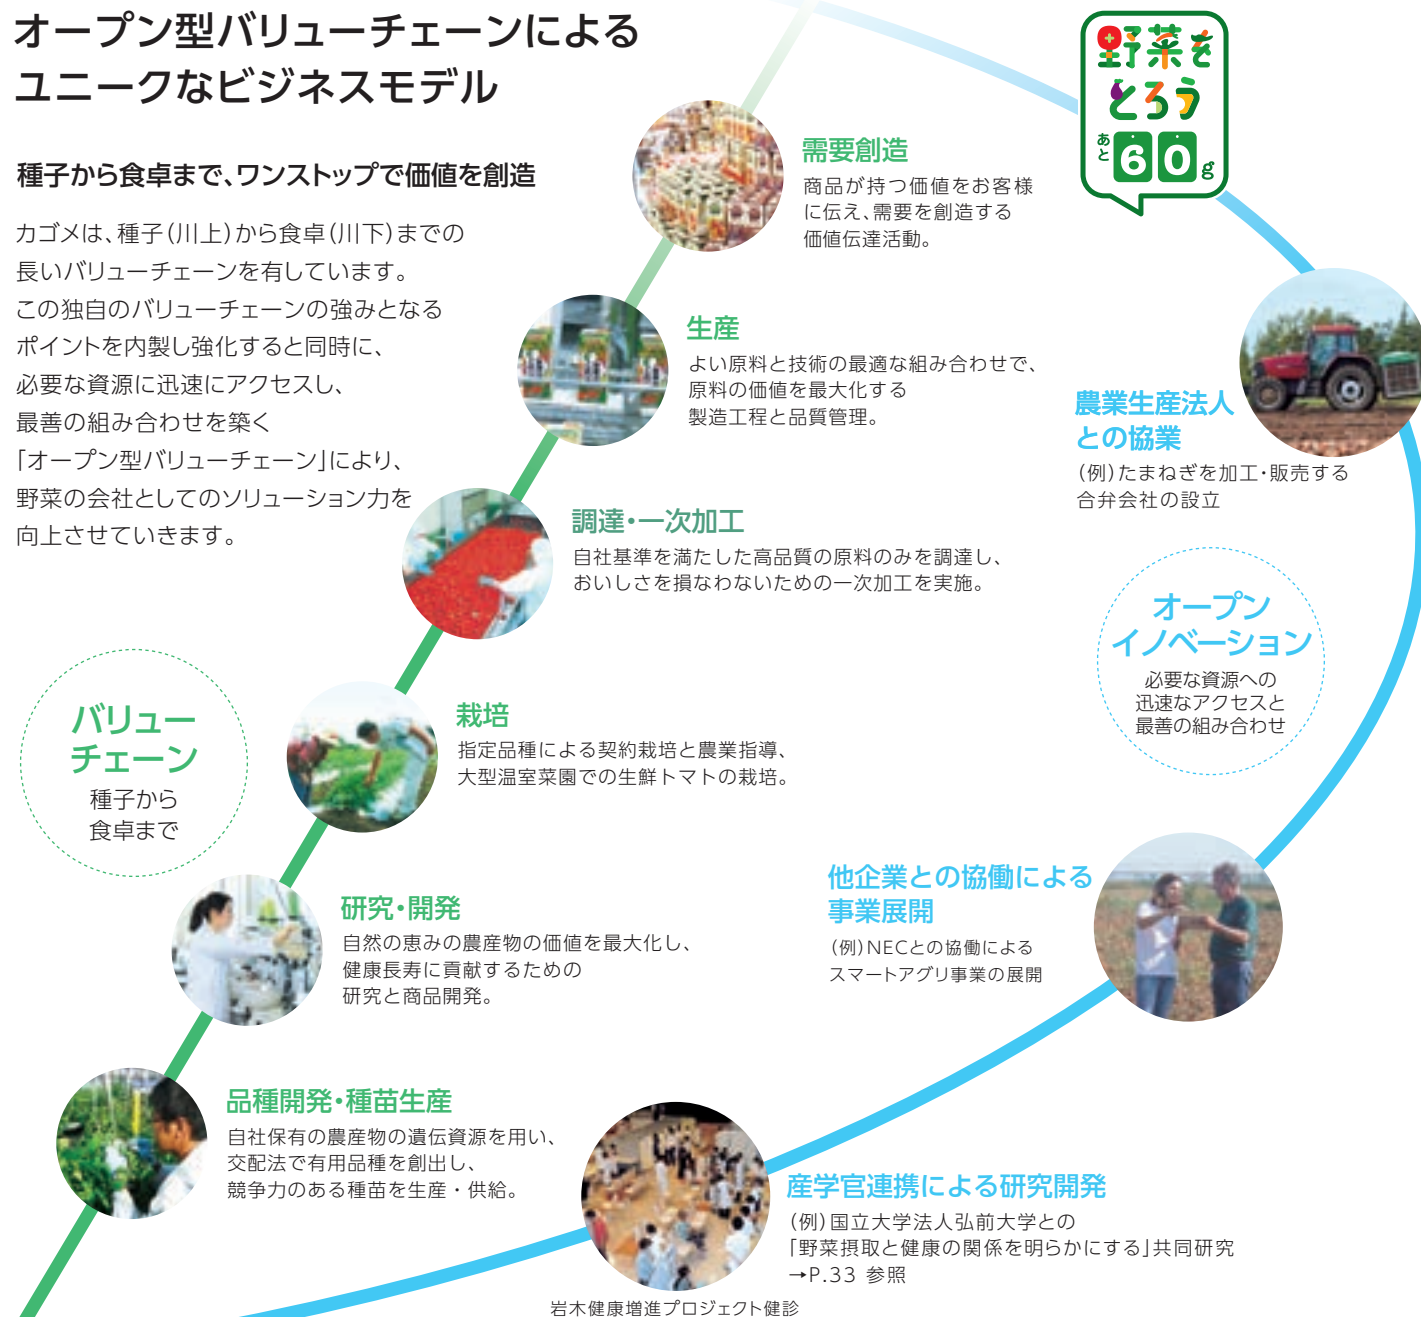 オープン型バリューチェーンによる
ユニークなビジネスモデル
種子から食卓まで、ワンストップで価値を創造
カゴメは、種子(川上)から食卓(川下)までの
長いバリューチェーンを有しています。
この独自のバリューチェーンの強みとなる
ポイントを内製し強化すると同時に、
必要な資源に迅速にアクセスし、
最善の組み合わせを築く
「オープン型バリューチェーン」により、
野菜の会社としてのソリューション力を
向上させていきます。
野菜を
とろう
あと60g
需要創造
商品が持つ価値をお客様
に伝え、需要を創造する
価値伝達活動。
生産
よい原料と技術の最適な組み合わせで、
原料の価値を最大化する
製造工程と品質管理。
調達・一次加工
自社基準を満たした高品質の原料のみを調達し、
おいしさを損なわないための一次加工を実施。
栽培
指定品種による契約栽培と農業指導、
大型温室菜園での生鮮トマトの栽培。
バリュー
チェーン
種子から
食卓まで
研究・開発
自然の恵みの農産物の価値を最大化し、
健康長寿に貢献するための
研究と商品開発。
品種開発・種苗生産
自社保有の農産物の遺伝資源を用い、
交配法で有用品種を創出し、
競争力のある種苗を生産・供給。
農業生産法人
との協業
(例)たまねぎを加工・販売する
合弁会社の設立
オープン
イノベーション
必要な資源への
迅速なアクセスと
最善の組み合わせ
他企業との協働による
事業展開
(例)NECとの協働による
スマートアグリ事業の展開
産学官連携による研究開発
(例)国立大学法人弘前大学との
「野菜摂取と健康の関係を明らかにする」共同研究
→P.33 参照
岩木健康増進プロジェクト健診